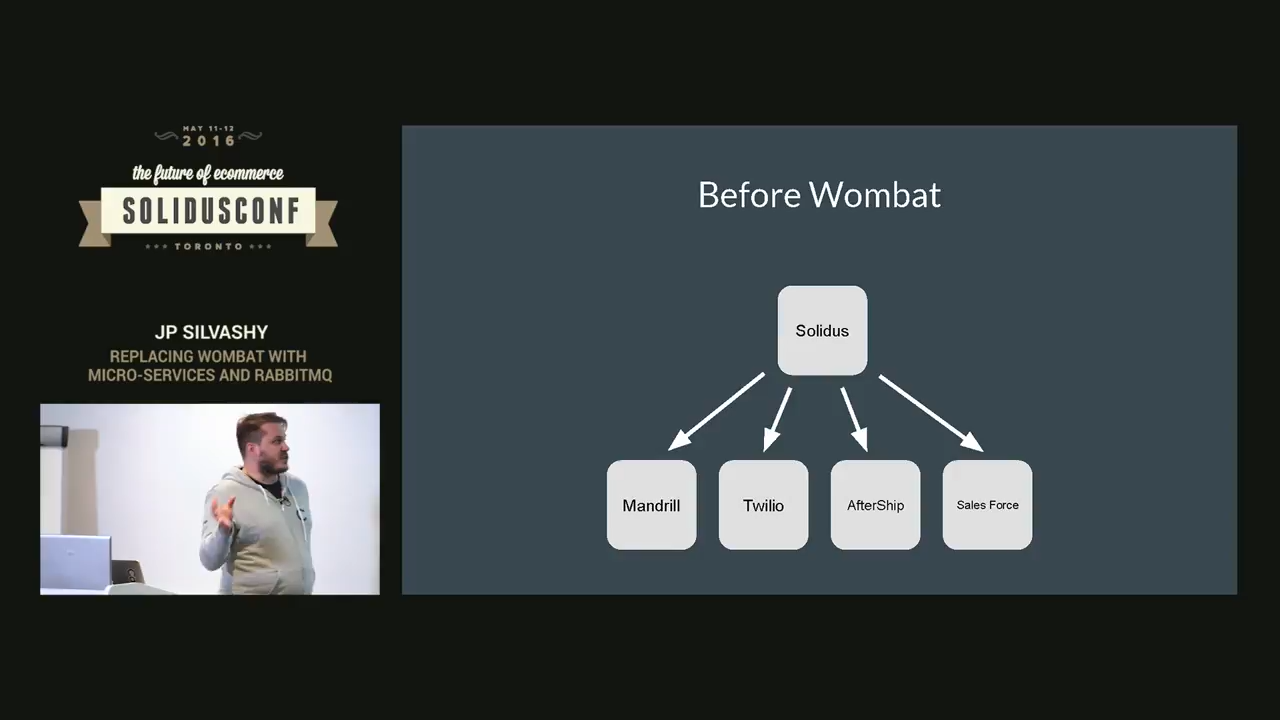 MAY 11-12
2016
the future of ecommerce
SOLIDUSCONF
TORONTO
JP SILVASHY
REPLACING WOMBAT WITH
MICRO-SERVICES AND RABBITMQ
Before Wombat
Solidus
Mandrill
Twilio
AfterShip
Sales Force